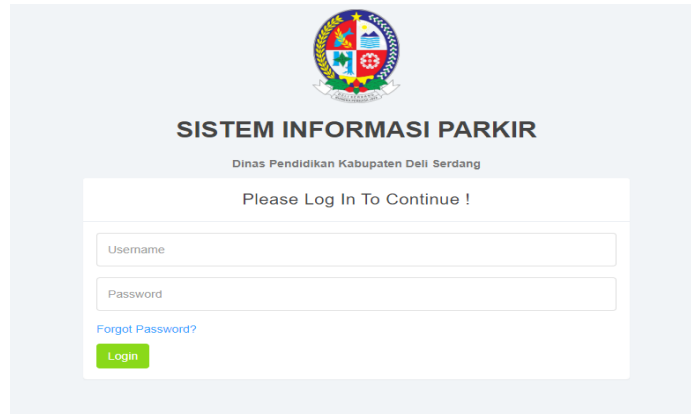 SISTEM INFORMASI PARKIR
Dinas Pendidikan Kabupaten Deli Serdang
Please Log In To Continue !
Username
Password
Forgot Password?
Login